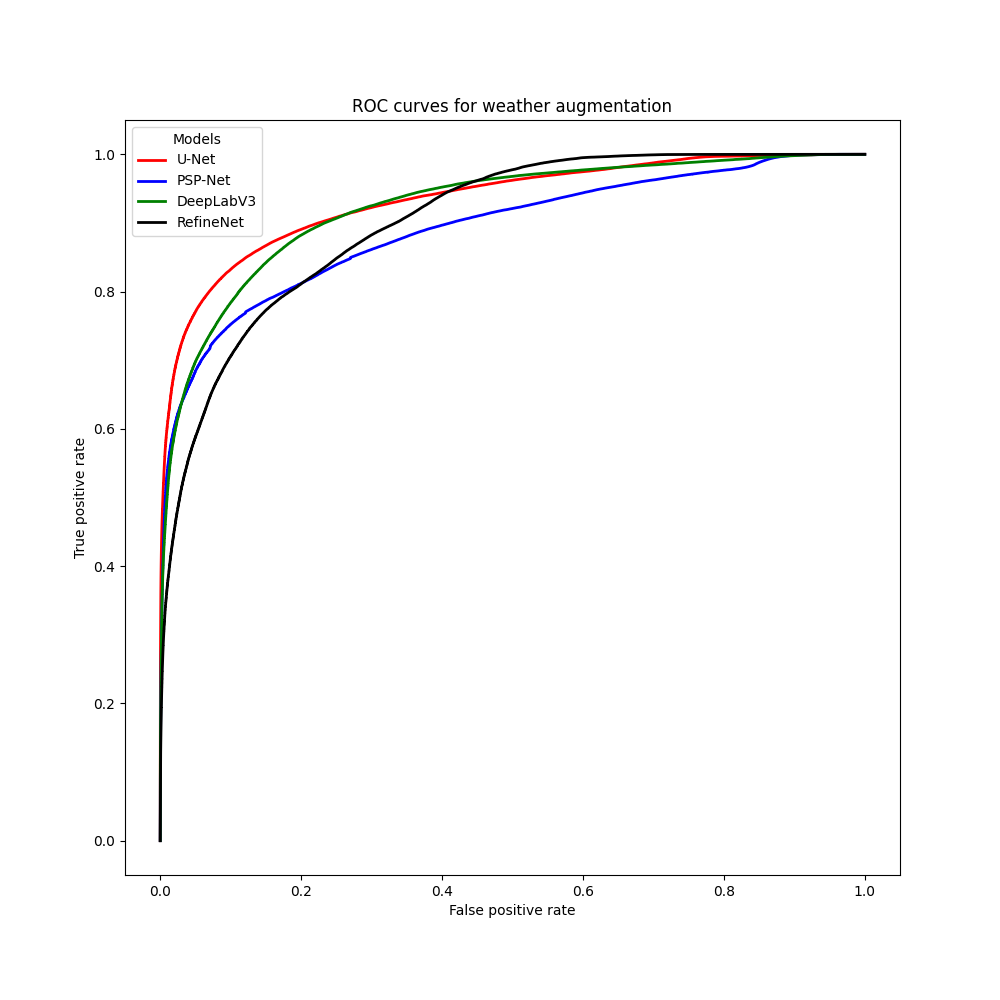 ROC curves for weather augmentation
Models
U-Net
PSP-Net
DeepLabV3
RefineNet
1.0
0.8
0.6
0.4
0.2
0.0
True positive rate
0.0 0.2 0.4 0.6 0.8 1.0
False positive rate